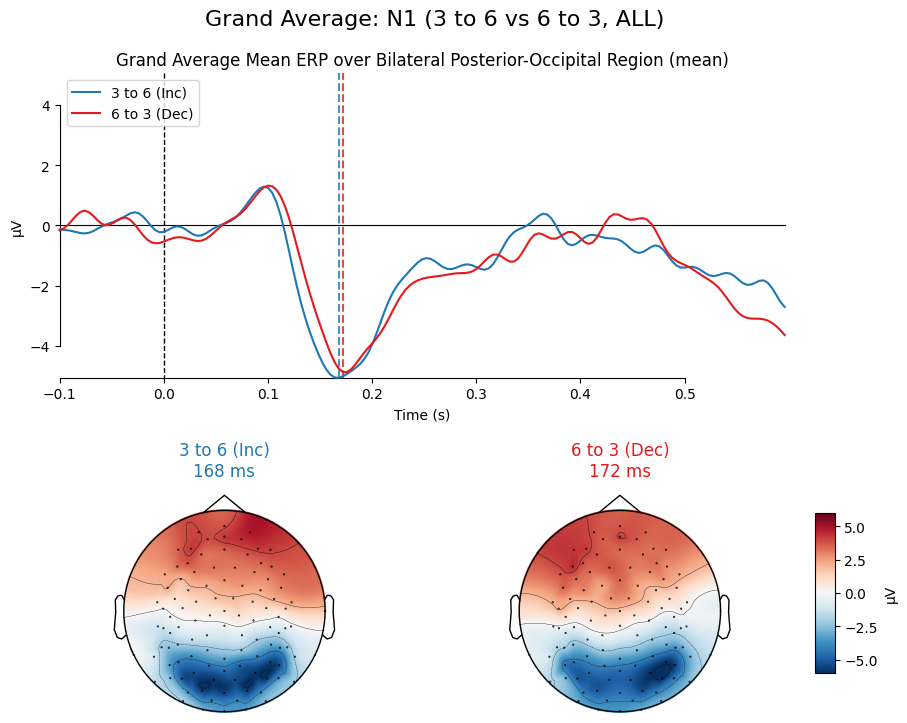 Grand Average: N1 (3 to 6 vs 6 to 3, ALL)
Grand Average Mean ERP over Bilateral Posterior-Occipital Region (mean)
3 to 6 (Inc)
6 to 3 (Dec)
4
2
0
−2
−4
µV
−0.1 0.0 0.1 0.2 0.3 0.4 0.5
Time (s)
3 to 6 (Inc)
168 ms
6 to 3 (Dec)
172 ms
5.0
2.5
0.0
−2.5
−5.0
µV